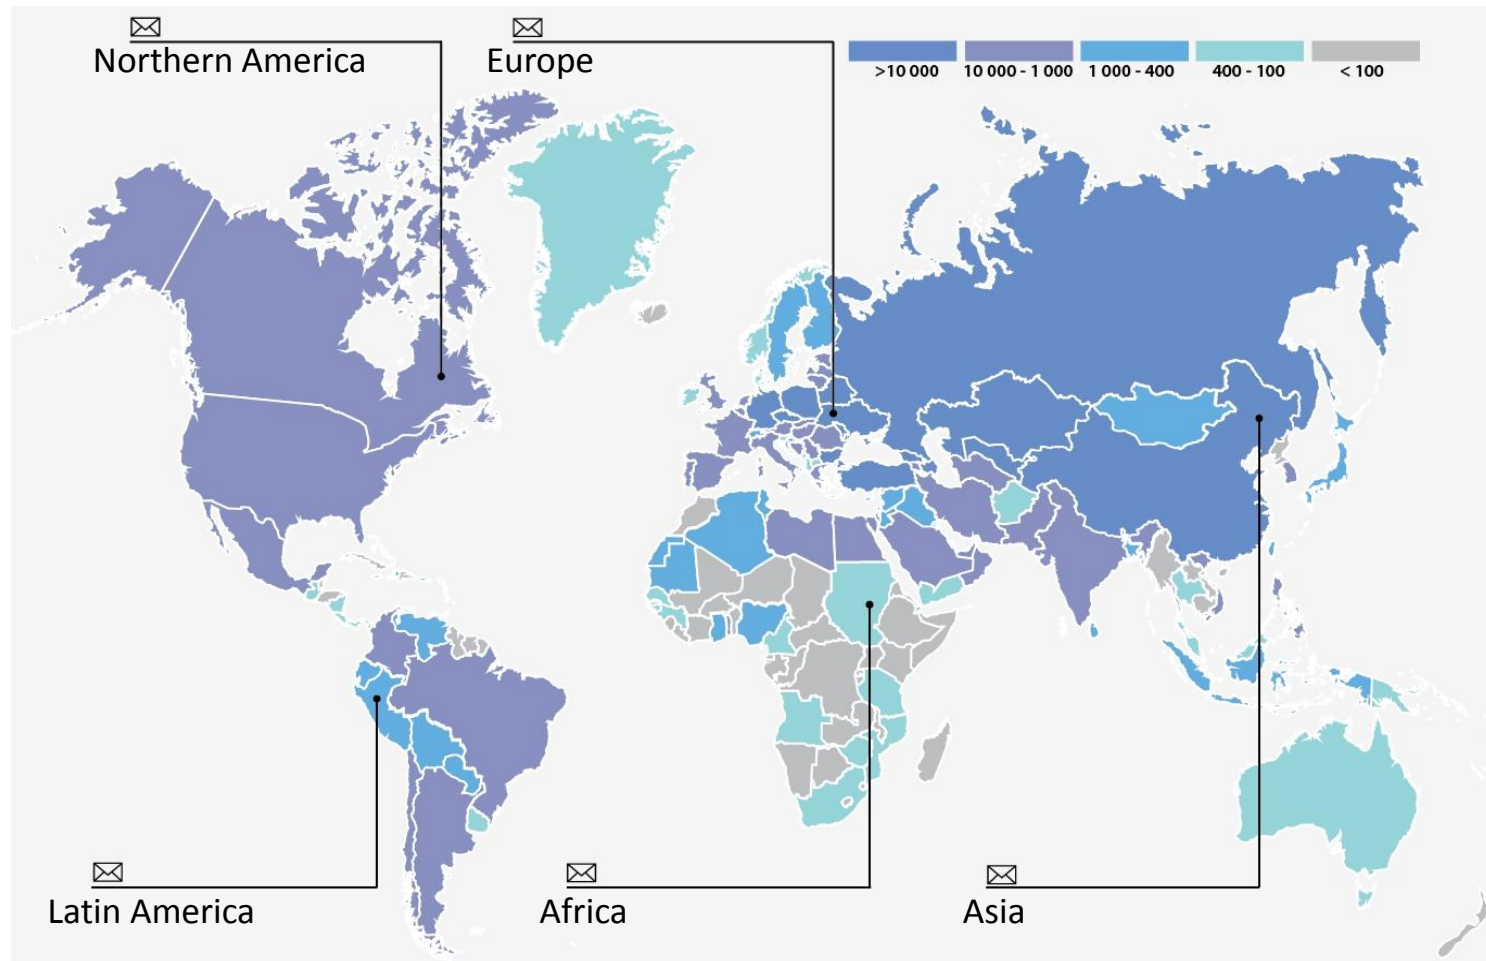 Northern America
Europe
>10 000
10 000 - 1 000
1 000 - 400
400 - 100
< 100
Latin America
Africa
Asia